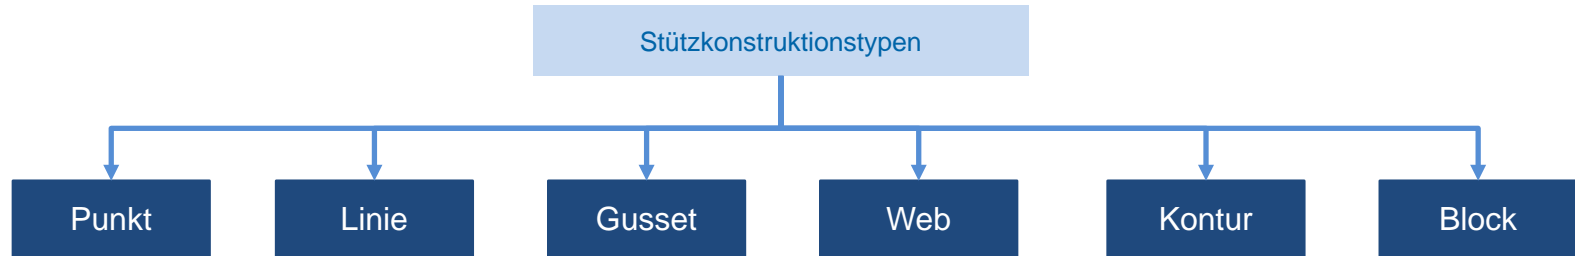 Stützkonstruktionstypen
Punkt
Linie
Gusset
Web
Kontur
Block